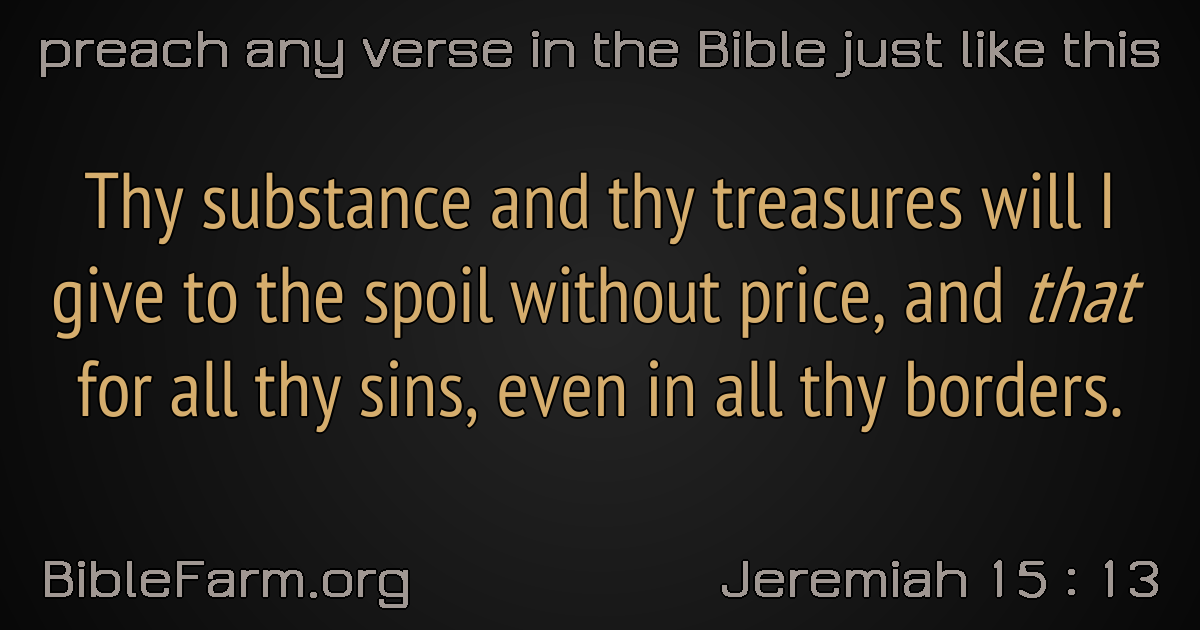 preach any verse in the Bible just like this
Thy substance and thy treasures will I
give to the spoil without price, and that
for all thy sins, even in all thy borders.
BibleFarm.org
Jeremiah 15 : 13